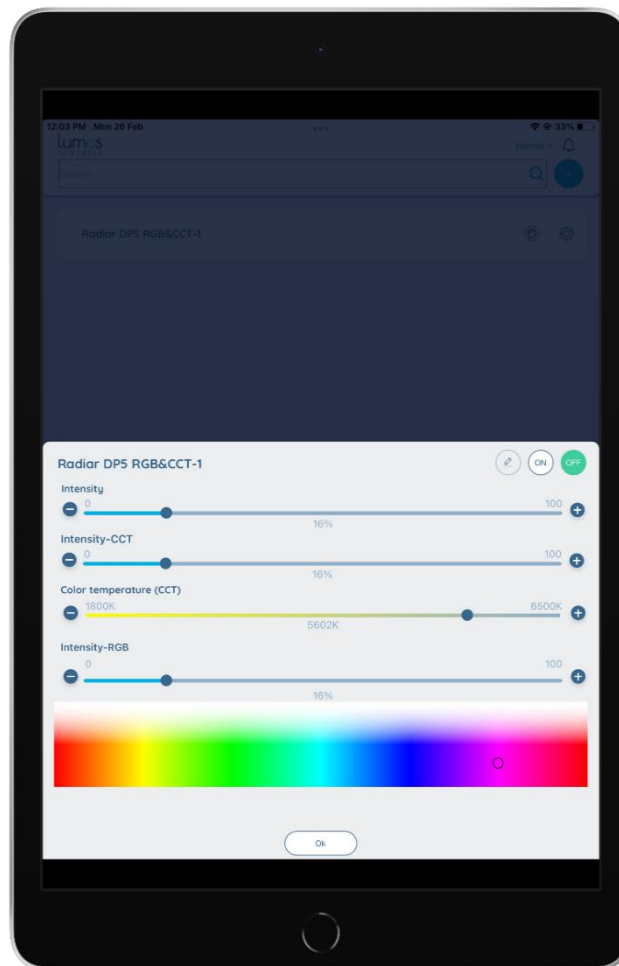 12:03 PM Mon 26 Feb
33%
lumos
CONTROLS
Home
Search
Radiar DP5 RGB&CCT-1
Radiar DP5 RGB&CCT-1
ON
OFF
Intensity
0
100
16%
Intensity-CCT
0
100
16%
Color temperature (CCT)
1800K
6500K
5602K
Intensity-RGB
0
100
16%
Ok